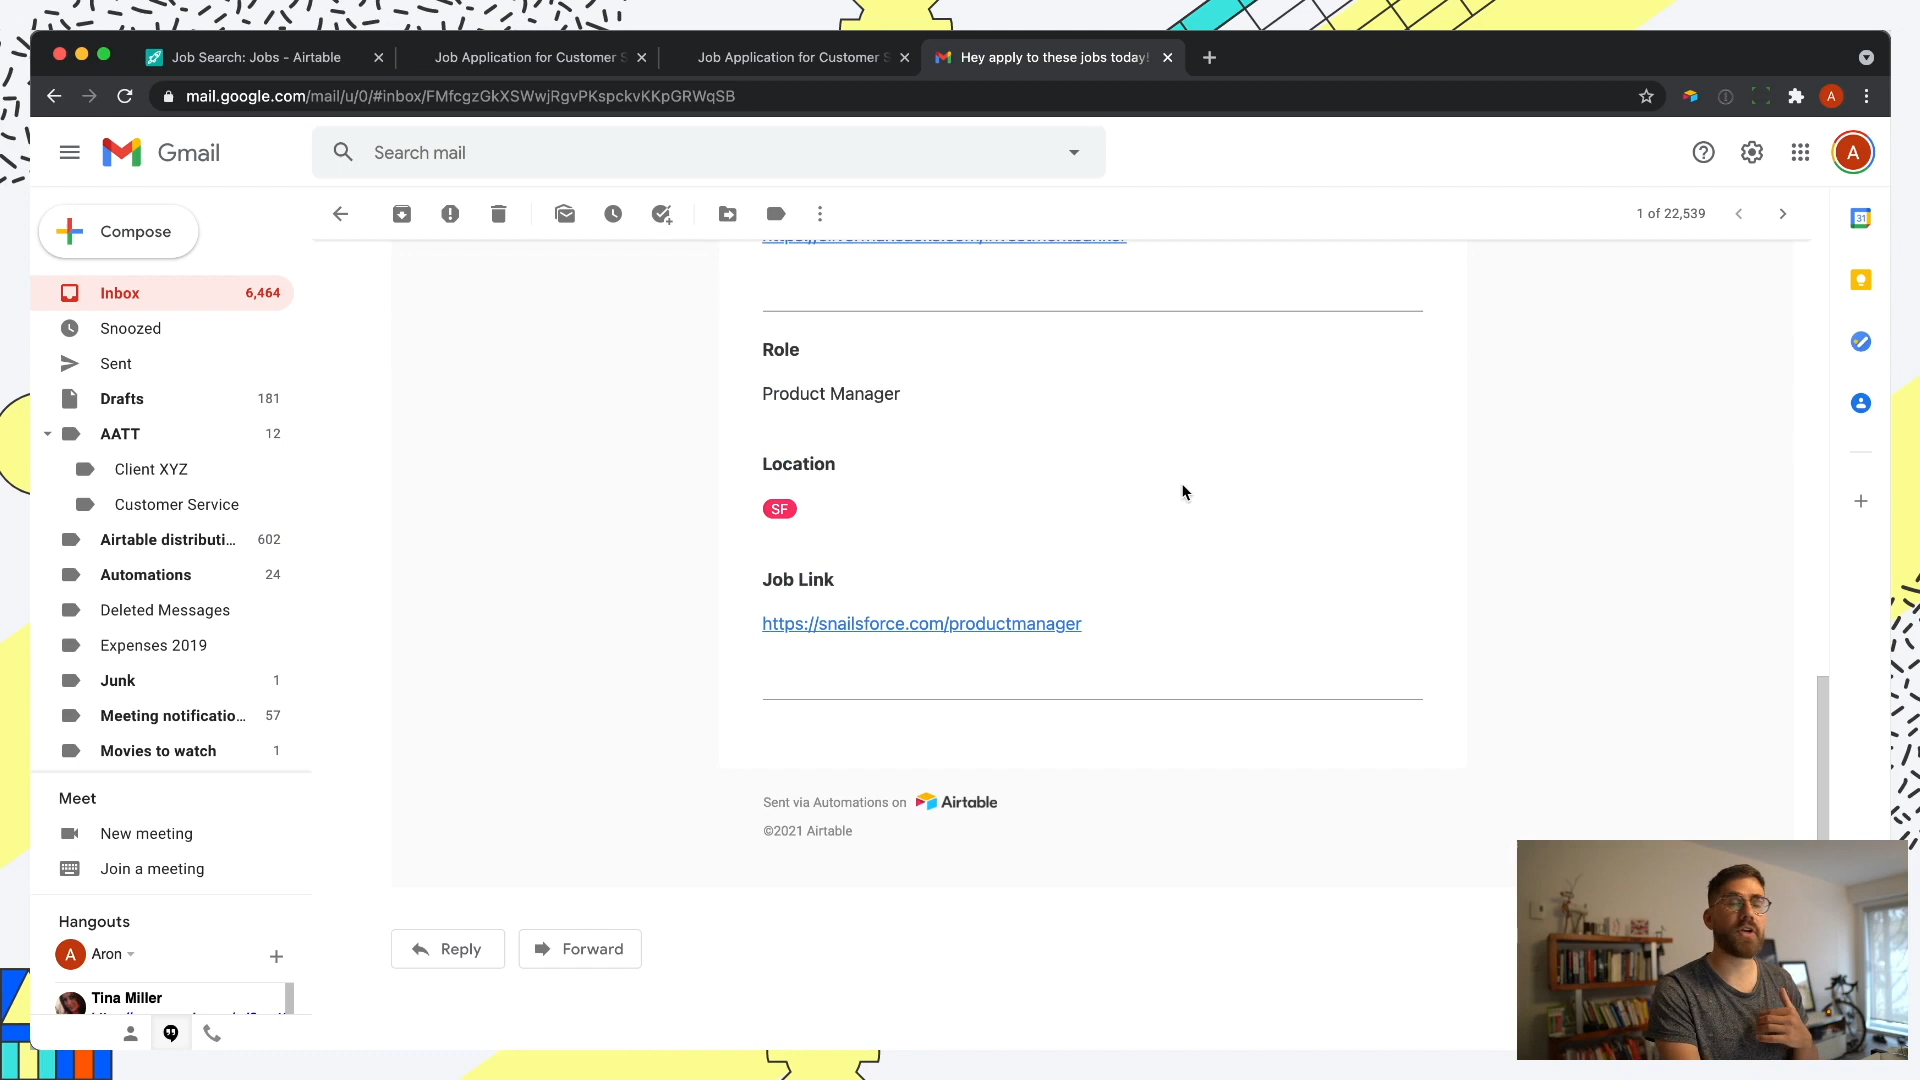 Job Search: Jobs - Airtable
Job Application for Customer S
Job Application for Customer S
Hey apply to these jobs today!
mail.google.com/mail/u/0/#inbox/FMfcgzGkXSWwjRgvPKspckvKKpGRWqSB
A
Gmail
Search mail
A
Compose
1 of 22,539
31
Inbox 6,464
Snoozed
Sent
Drafts 181
AATT 12
Client XYZ
Customer Service
Airtable distributi... 602
Automations 24
Deleted Messages
Expenses 2019
Junk 1
Meeting notificatio... 57
Movies to watch 1
Meet
New meeting
Join a meeting
Hangouts
A Aron
Tina Miller
Role
Product Manager
Location
SF
Job Link
https://snailsforce.com/productmanager
Sent via Automations on Airtable
©2021 Airtable
Reply
Forward